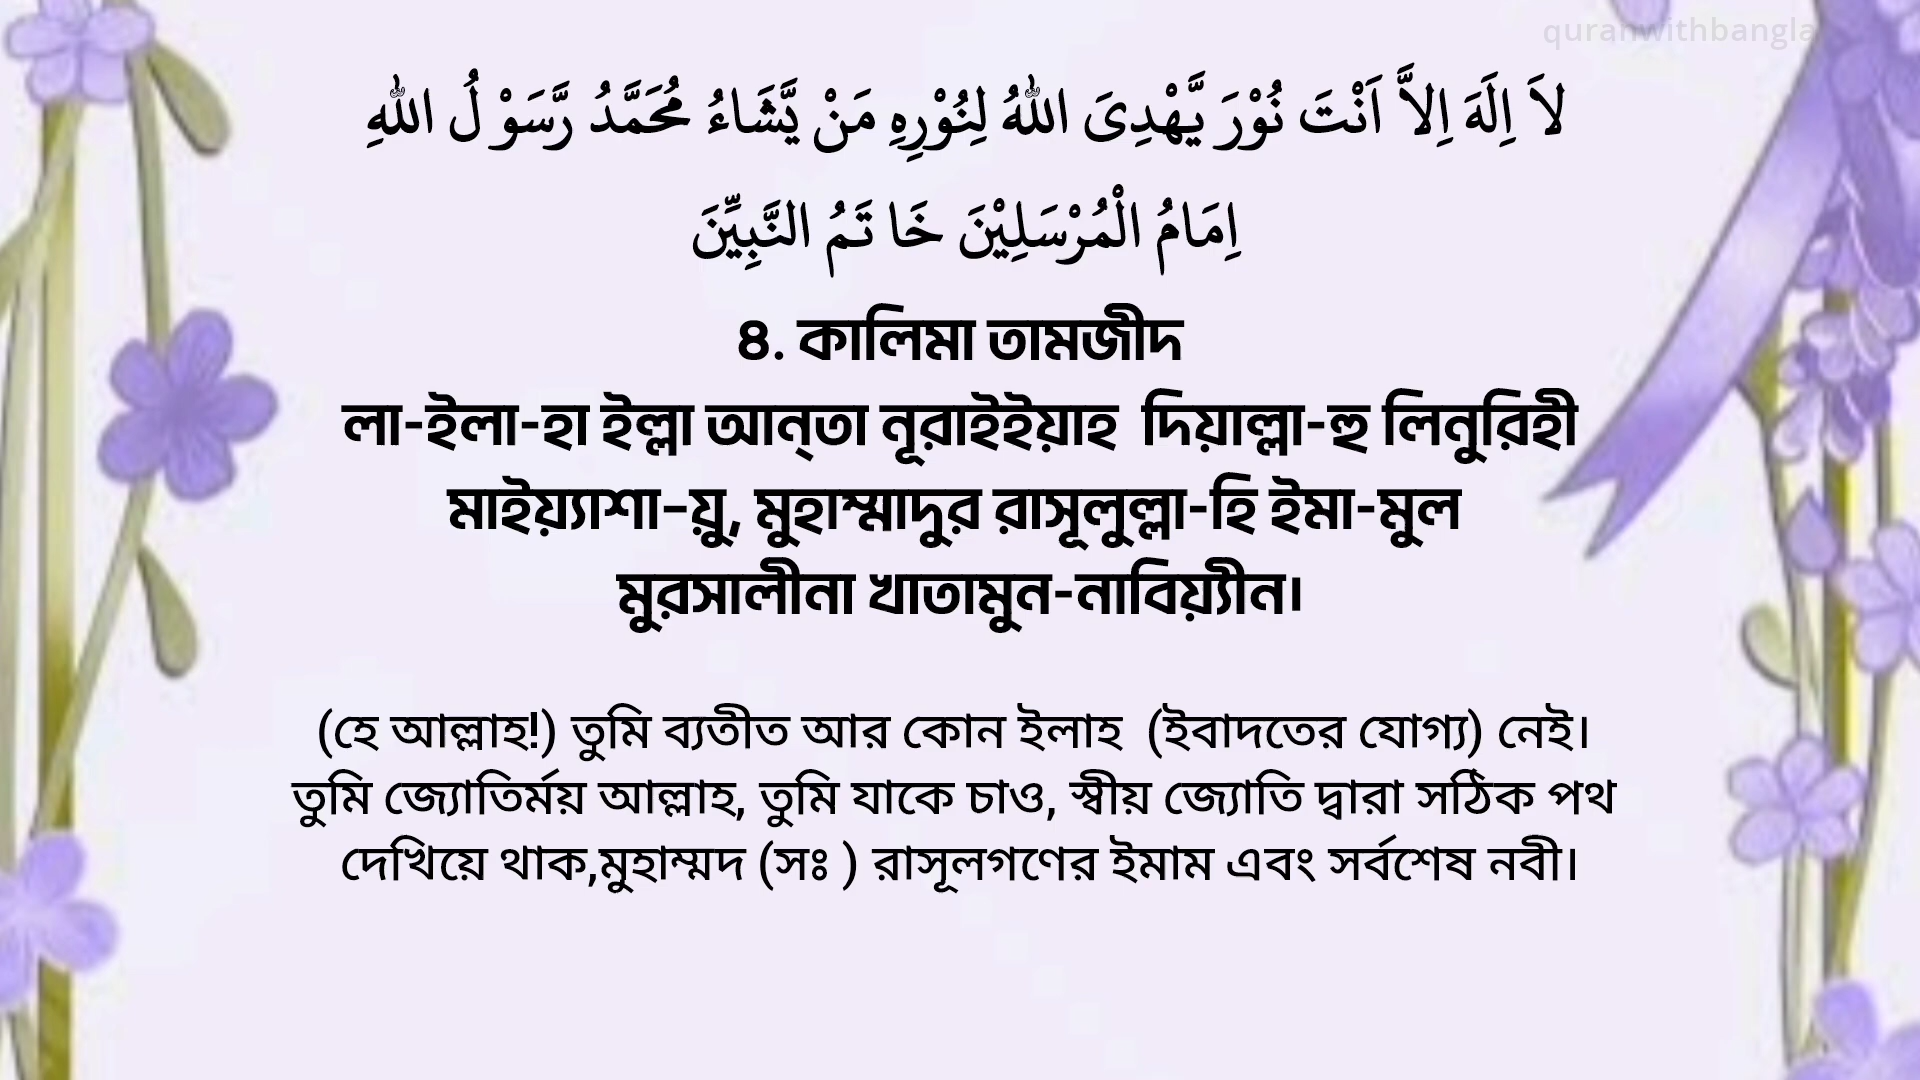 quranwithbangla
لاَ اِلَهَ اِلاَّ اَنْتَ نُوْرَ يَّهْدِىَ اللهُ لِنُوْرِهِ مَنْ يَّشَاءُ مُحَمَّدُ رَّسَوْ لُ اللهِ
اِمَامُ الْمُرْسَلِيْنَ خَا تَمُ النَّبِيِّنَ
৪. কালিমা তামজীদ
লা-ইলা-হা ইল্লা আন্‌তা নূরাইইয়াহ  দিয়াল্লা-হু লিনুরিহী
মাইয়্যাশা–য়ু, মুহাম্মাদুর রাসূলুল্লা-হি ইমা-মুল
মুরসালীনা খাতামুন-নাবিয়্যীন।
(হে আল্লাহ!) তুমি ব্যতীত আর কোন ইলাহ  (ইবাদতের যোগ্য) নেই।
তুমি জ্যোতির্ময় আল্লাহ, তুমি যাকে চাও, স্বীয় জ্যোতি দ্বারা সঠিক পথ
দেখিয়ে থাক,মুহাম্মদ (সঃ ) রাসূলগণের ইমাম এবং সর্বশেষ নবী।